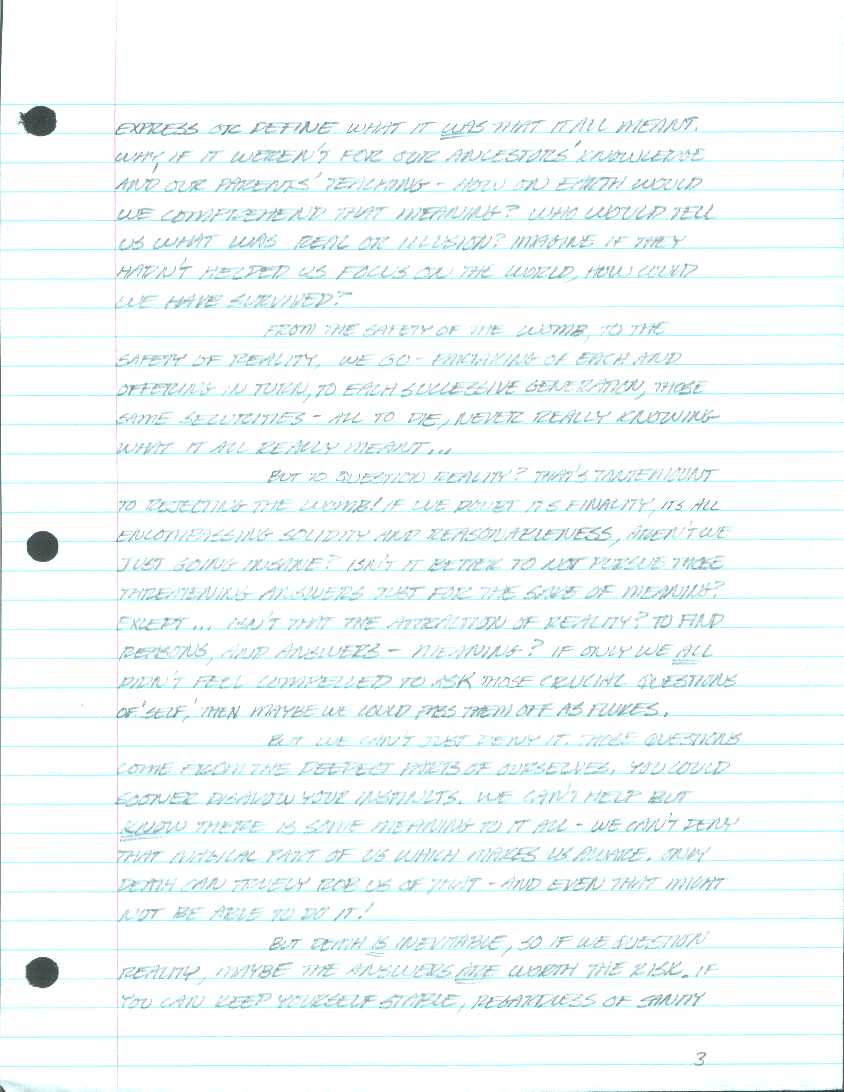 EXPRESS OR DEFINE WHAT IT WAS THAT IT ALL MEANT.
WHY, IF IT WEREN'T FOR OUR ANCESTORS' KNOWLEDGE
AND OUR PARENTS' TEACHING - HOW ON EARTH WOULD
WE COMPREHEND THAT MEANING? WHO WOULD TELL
US WHAT WAS REAL OR ILLUSION? IMAGINE IF THEY
HADN'T HELPED US FOCUS ON THE WORLD, HOW COULD
WE HAVE SURVIVED?
FROM THE SAFETY OF THE WOMB, TO THE
SAFETY OF REALITY, WE GO - PARTAKING OF EACH AND
OFFERING IN TURN, TO EACH SUCCESSIVE GENERATION, THOSE
SAME SECURITIES - ALL TO DIE, NEVER REALLY KNOWING
WHAT IT ALL REALLY MEANT...
BUT TO QUESTION REALITY? THAT'S TANTEMOUNT
TO REJECTING THE WOMB! IF WE DOUBT ITS FINALITY, ITS ALL
ENCOMPASSING SOLIDITY AND REASONABLENESS, AREN'T WE
JUST GOING INSANE? ISN'T IT BETTER TO NOT PURSUE THOSE
THREATENING ANSWERS JUST FOR THE SAKE OF MEANING?
EXCEPT... ISN'T THAT THE ATTRACTION OF REALITY? TO FIND
REASONS, AND ANSWERS - MEANING? IF ONLY WE ALL
DIDN'T FEEL COMPELLED TO ASK THOSE CRUCIAL QUESTIONS
OF 'SELF,' THEN MAYBE WE COULD PASS THEM OFF AS FLUKES.
BUT WE CAN'T JUST DENY IT. THOSE QUESTIONS
COME FROM THE DEEPEST PARTS OF OURSELVES. YOU COULD
SOONER DISAVOW YOUR INSTINCTS. WE CAN'T HELP BUT
KNOW THERE IS SOME MEANING TO IT ALL - WE CAN'T DENY
THAT MAGICAL PART OF US WHICH MAKES US AWARE. ONLY
DEATH CAN TRUELY ROB US OF THAT - AND EVEN THAT MIGHT
NOT BE ABLE TO DO IT!
BUT DEATH IS INEVITABLE, SO IF WE QUESTION
REALITY, MAYBE THE ANSWERS ARE WORTH THE RISK. IF
YOU CAN KEEP YOURSELF STABLE, REGARDLESS OF SANITY
3